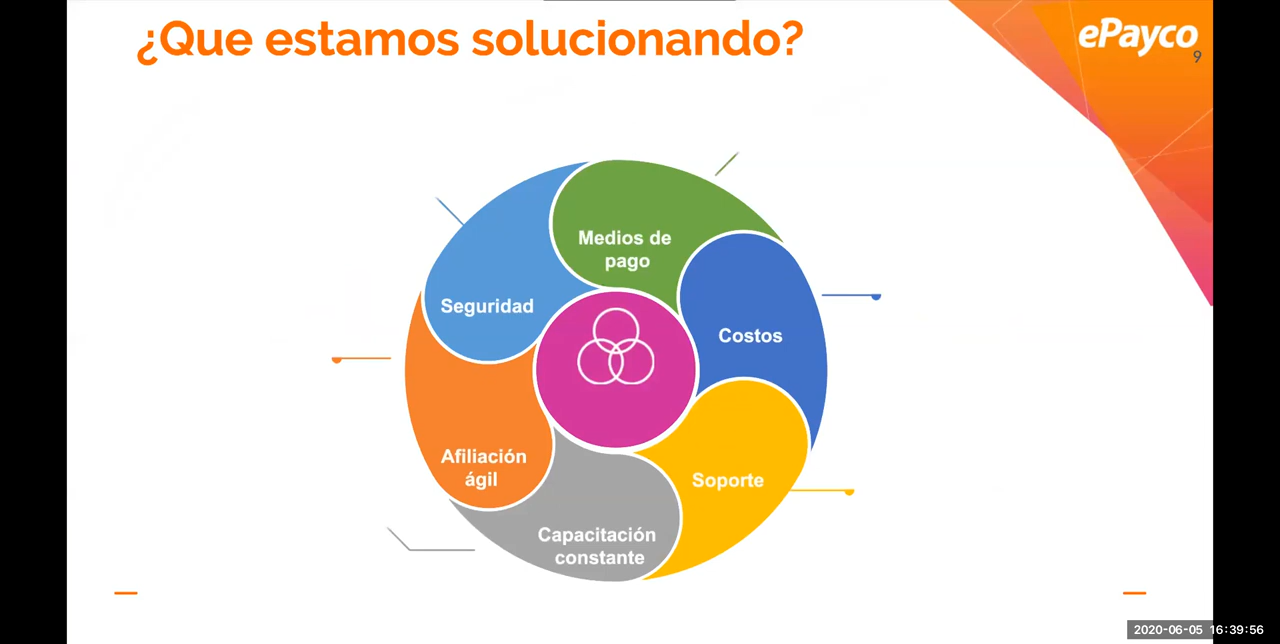 ¿Que estamos solucionando?
ePayco
9
Medios de
pago
Seguridad
Costos
Afiliación
ágil
Soporte
Capacitación
constante
2020-06-05 16:39:56